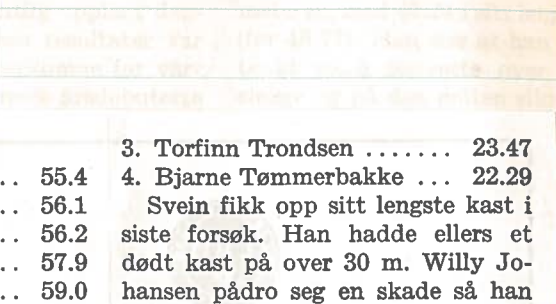 .. 55.4
.. 56.1
.. 56.2
.. 57.9
.. 59.0
3. Torfinn Trondsen ....... 23.47
4. Bjarne Tømmerbakke ... 22.29
Svein fikk opp sitt lengste kast i
siste forsøk. Han hadde ellers et
dødt kast på over 30 m. Willy Jo-
hansen pådro seg en skade så han